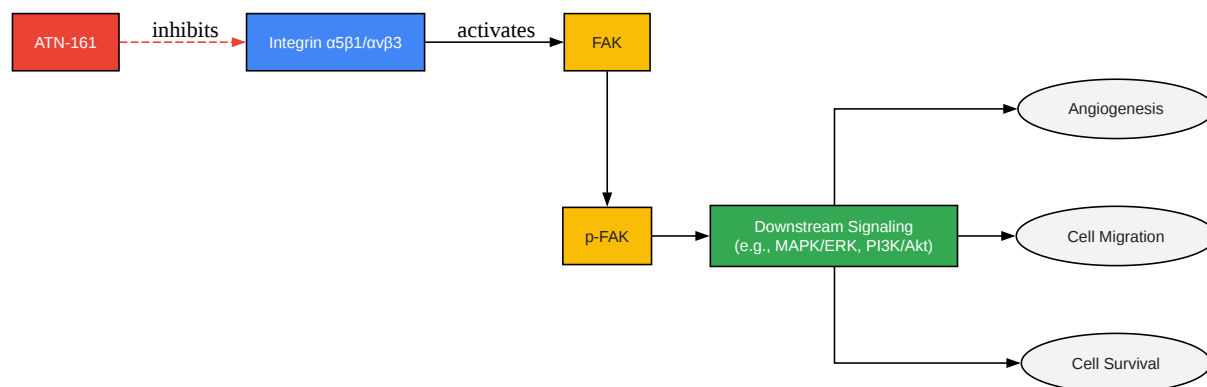 ATN-161
inhibits
Integrin α5β1/αvβ3
activates
FAK
Angiogenesis
p-FAK
Downstream Signaling
(e.g., MAPK/ERK, PI3K/Akt)
Cell Migration
Cell Survival